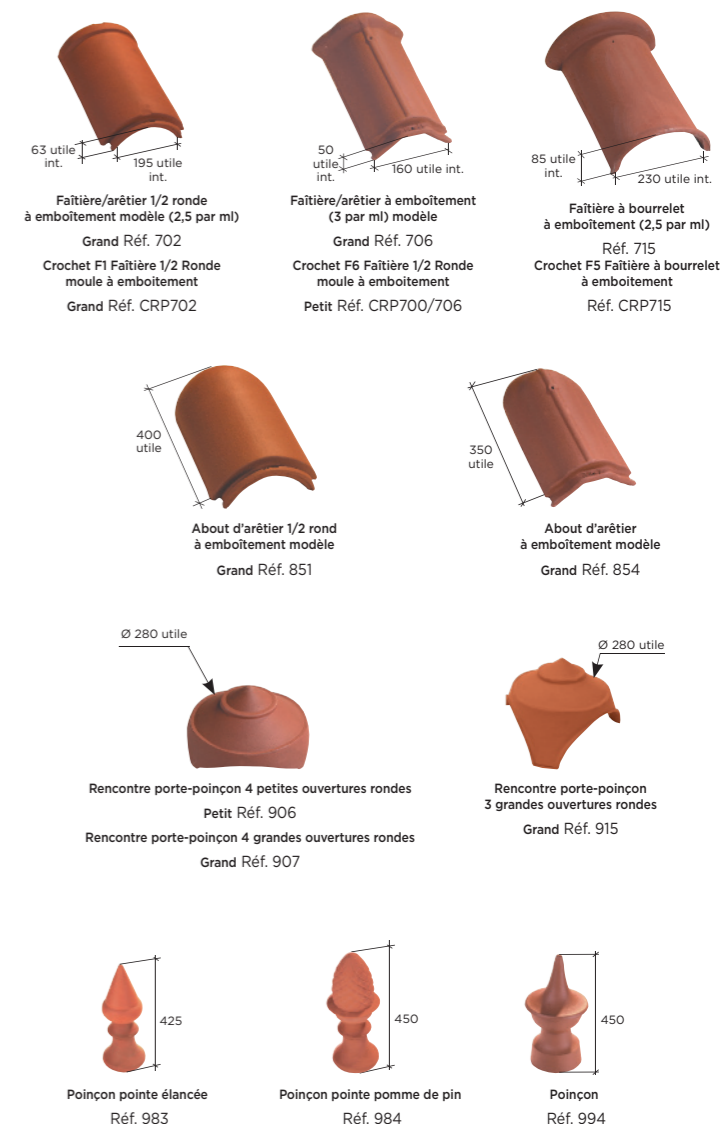 63 utile
int.
195 utile
int.
50
utile
int.
160 utile int.
85 utile
int.
230 utile int.
Faîtière/arêtier 1/2 ronde
à emboîtement modèle (2,5 par ml)
Grand Réf. 702
Crochet F1 Faîtière 1/2 Ronde
moule à emboitement
Grand Réf. CRP702
Faîtière/arêtier à emboîtement
(3 par ml) modèle
Grand Réf. 706
Crochet F6 Faîtière 1/2 Ronde
moule à emboitement
Petit Réf. CRP700/706
Faîtière à bourrelet
à emboîtement (2,5 par ml)
Réf. 715
Crochet F5 Faîtière à bourrelet
à emboitement
Réf. CRP715
400
utile
350
utile
About d'arêtier 1/2 rond
à emboîtement modèle
Grand Réf. 851
About d'arêtier
à emboîtement modèle
Grand Réf. 854
Ø 280 utile
Ø 280 utile
Rencontre porte-poinçon 4 petites ouvertures rondes
Petit Réf. 906
Rencontre porte-poinçon 4 grandes ouvertures rondes
Grand Réf. 907
Rencontre porte-poinçon
3 grandes ouvertures rondes
Grand Réf. 915
425
450
450
Poinçon pointe élancée
Réf. 983
Poinçon pointe pomme de pin
Réf. 984
Poinçon
Réf. 994